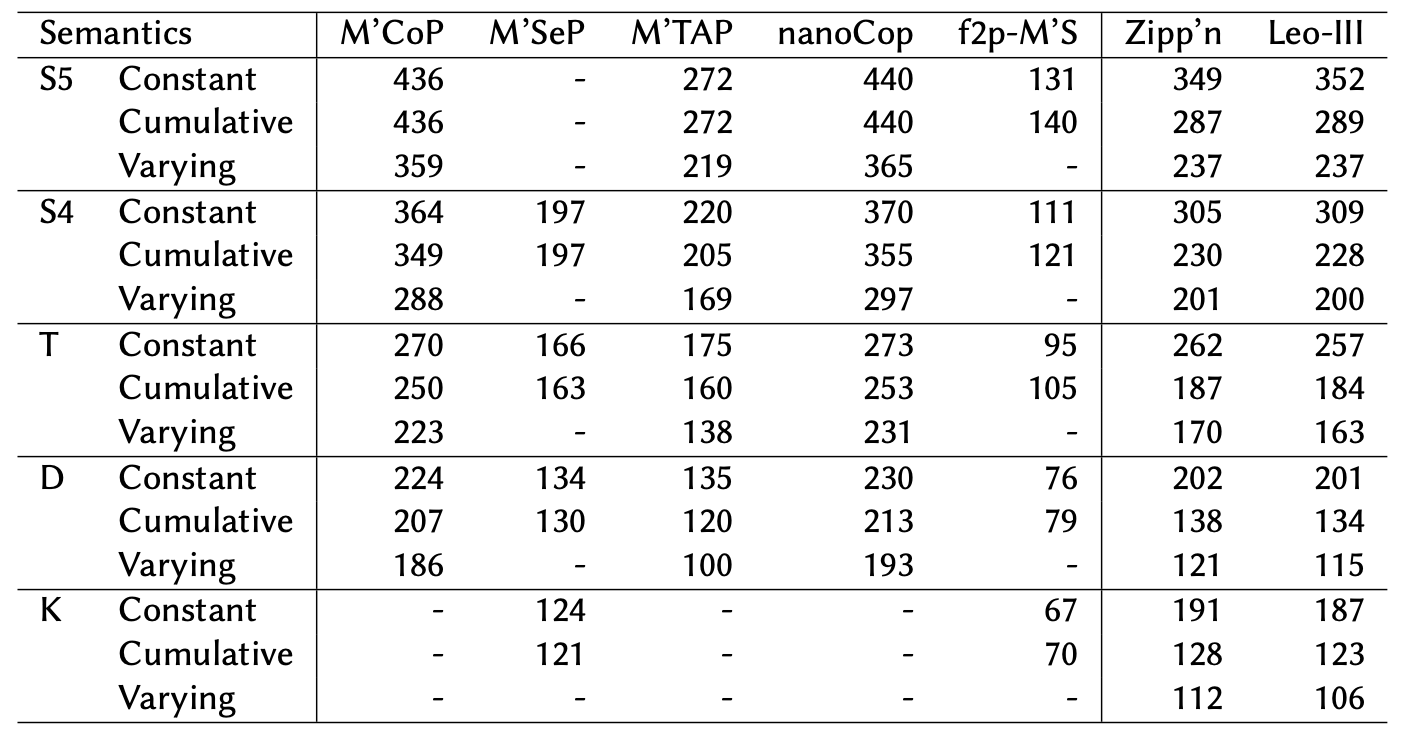 Semantics M’CoP M’SeP M’TAP nanoCop f2p-M’S Zipp’n Leo-III
S5 Constant 436 - 272 440 131 349 352
Cumulative 436 - 272 440 140 287 289
Varying 359 - 219 365 - 237 237
S4 Constant 364 197 220 370 111 305 309
Cumulative 349 197 205 355 121 230 228
Varying 288 - 169 297 - 201 200
T Constant 270 166 175 273 95 262 257
Cumulative 250 163 160 253 105 187 184
Varying 223 - 138 231 - 170 163
D Constant 224 134 135 230 76 202 201
Cumulative 207 130 120 213 79 138 134
Varying 186 - 100 193 - 121 115
K Constant - 124 - - 67 191 187
Cumulative - 121 - - 70 128 123
Varying - - - - - 112 106